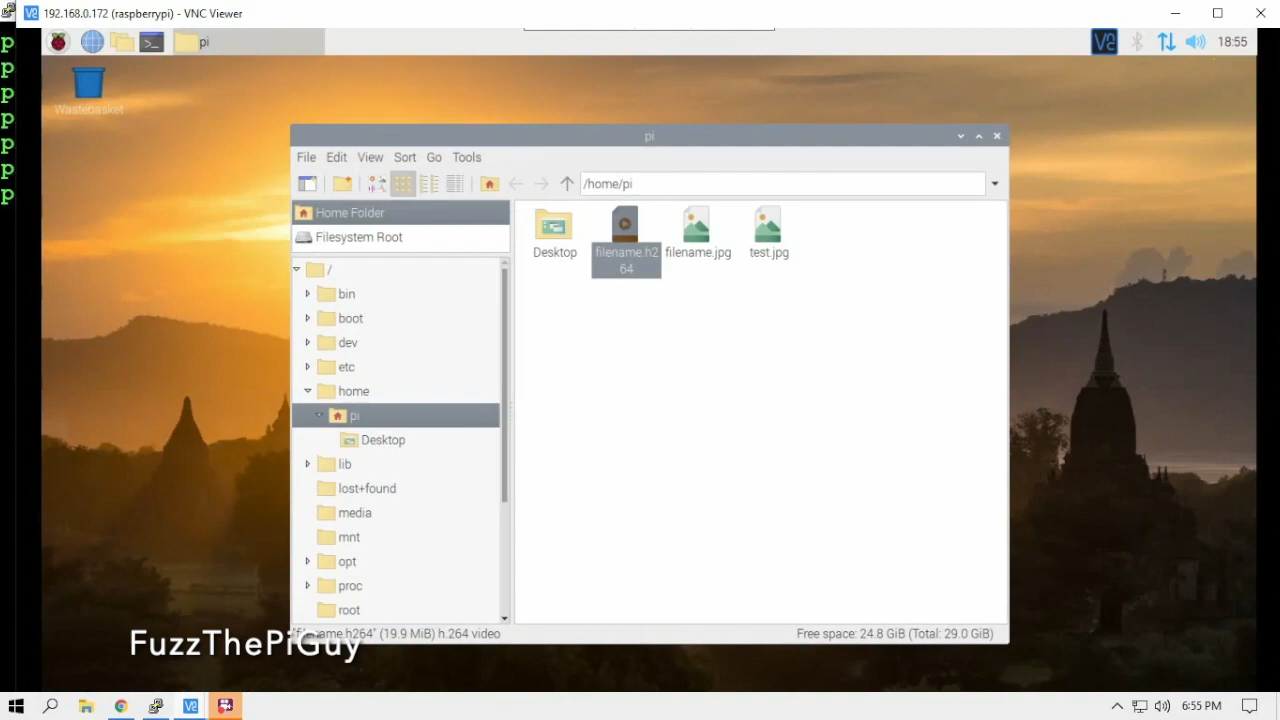 192.168.0.172 (raspberrypi) - VNC Viewer
p
p
p
p
p
p
p
pi
18:55
Wastebasket
pi
File Edit View Sort Go Tools
/home/pi
Home Folder
Filesystem Root
/
bin
boot
dev
etc
home
pi
Desktop
lib
lost+found
media
mnt
opt
proc
root
Desktop
filename.h2
64
filename.jpg
test.jpg
"filename.h264" (19.9 MiB) h.264 video
Free space: 24.8 GiB (Total: 29.0 GiB)
FuzzThePiGuy
6:55 PM